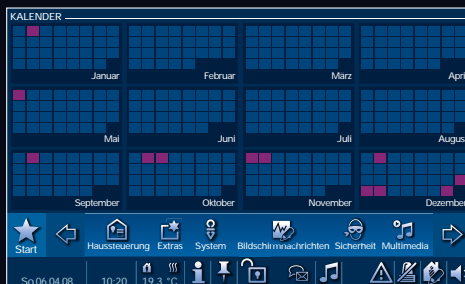 KALENDER
Januar Februar März April
Mai Juni Juli August
September Oktober November Dezember
Start Haussteuerung Extras System Bildschirmnachrichten Sicherheit Multimedia
So 06.04.08 10:20 19.3 °C